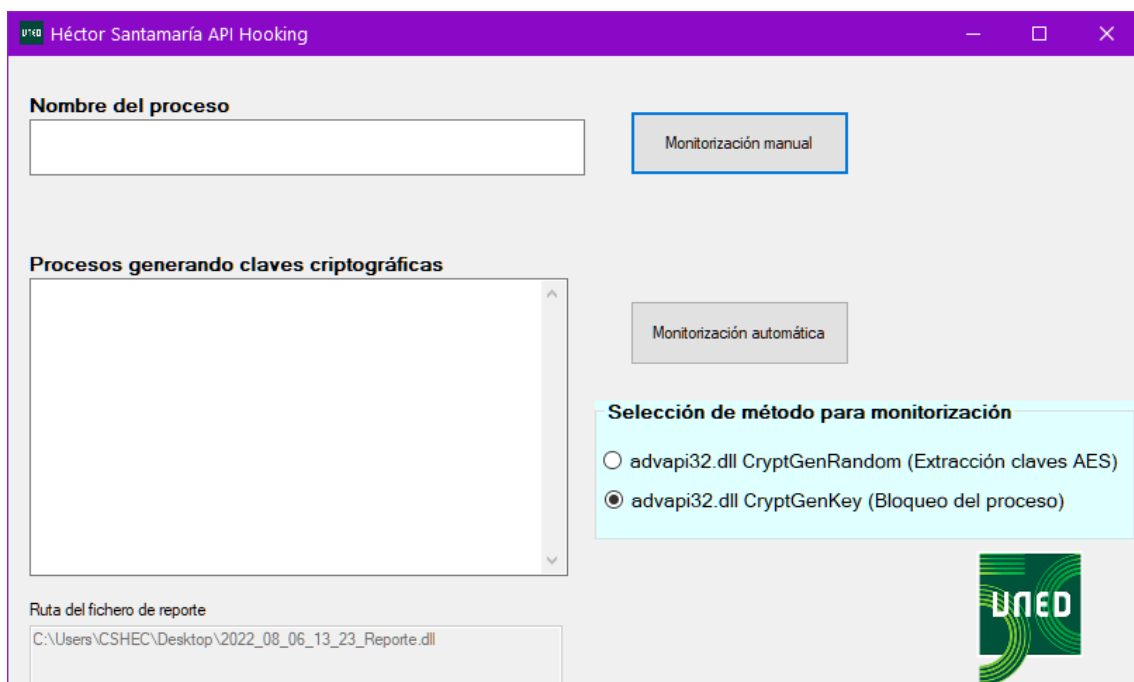 UNED Héctor Santamaría API Hooking
Nombre del proceso
Monitorización manual
Procesos generando claves criptográficas
Monitorización automática
Selección de método para monitorización
advapi32.dll CryptGenRandom (Extracción claves AES)
advapi32.dll CryptGenKey (Bloqueo del proceso)
Ruta del fichero de reporte
C:\Users\CSHEC\Desktop\2022_08_06_13_23_Reporte.dll
UNED